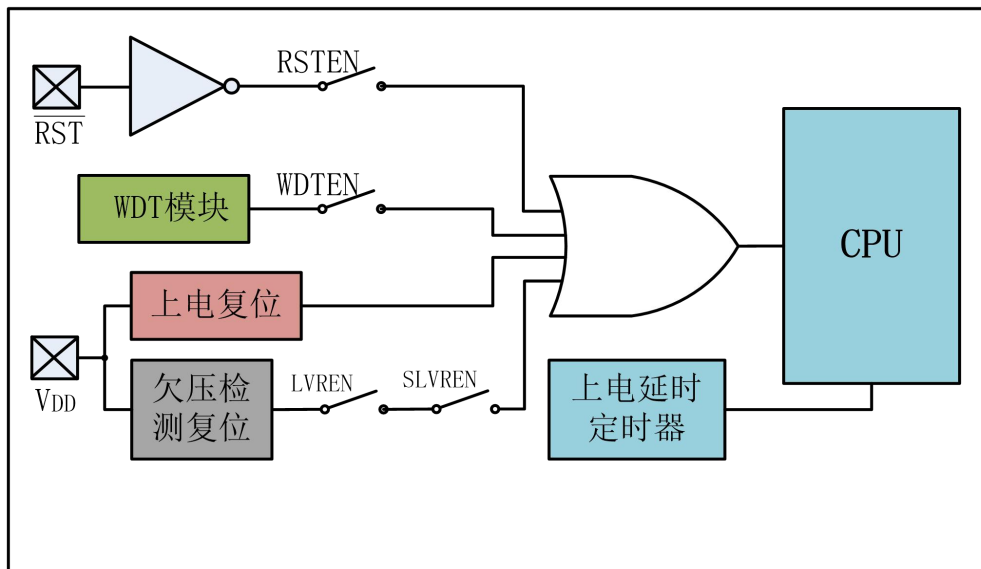 RSTEN
RST
WDT模块
WDTEN
CPU
上电复位
VDD
欠压检
测复位
LVREN
SLVREN
上电延时
定时器